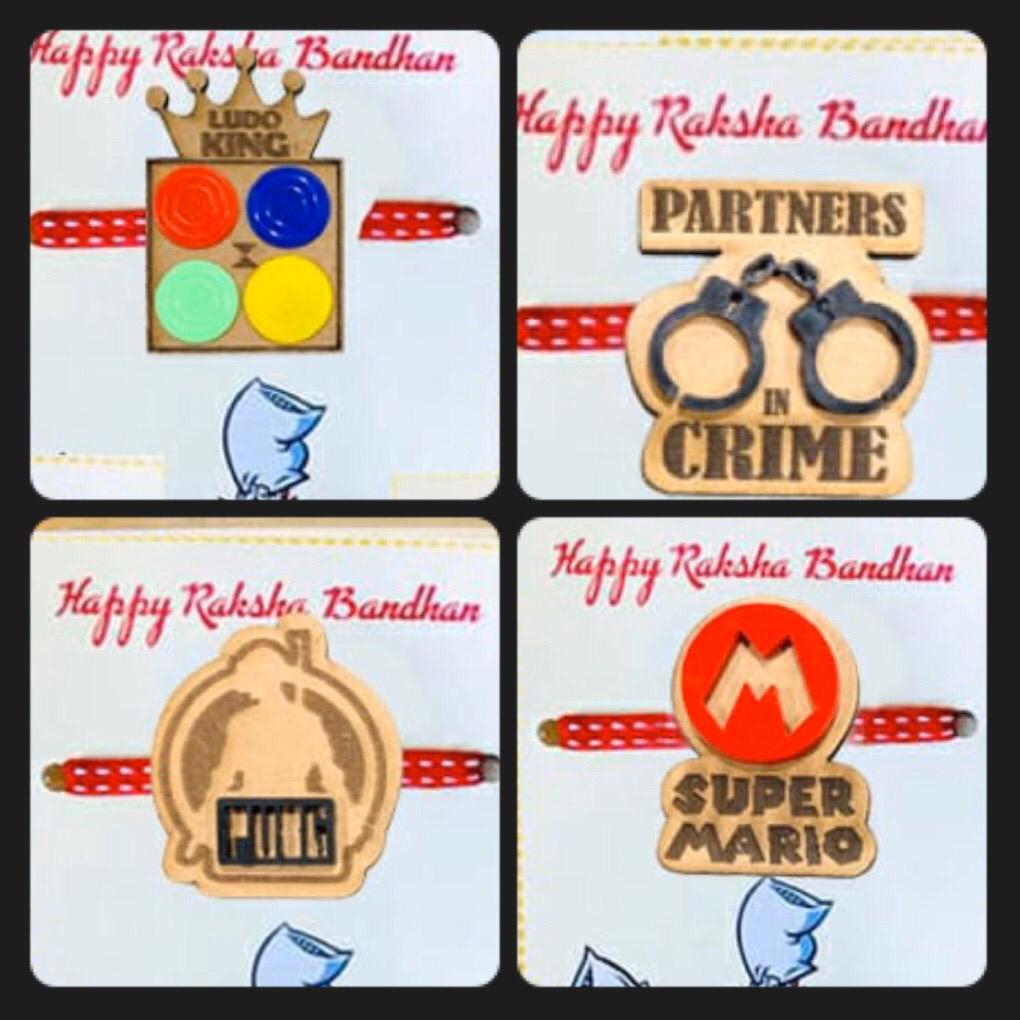 Happy Raksha Bandhan
LUDO
KING
Happy Raksha Bandhan
PARTNERS
IN
CRIME
Happy Raksha Bandhan
PUBG
Happy Raksha Bandhan
M
SUPER
MARIO